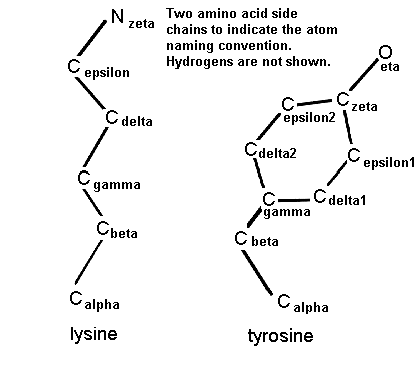 N zeta
Two amino acid side
chains to indicate the atom
naming convention.
Hydrogens are not shown.
C epsilon
C delta
C gamma
C beta
C alpha
lysine
O eta
C zeta
C epsilon2
C epsilon1
C delta2
C delta1
C gamma
C beta
C alpha
tyrosine